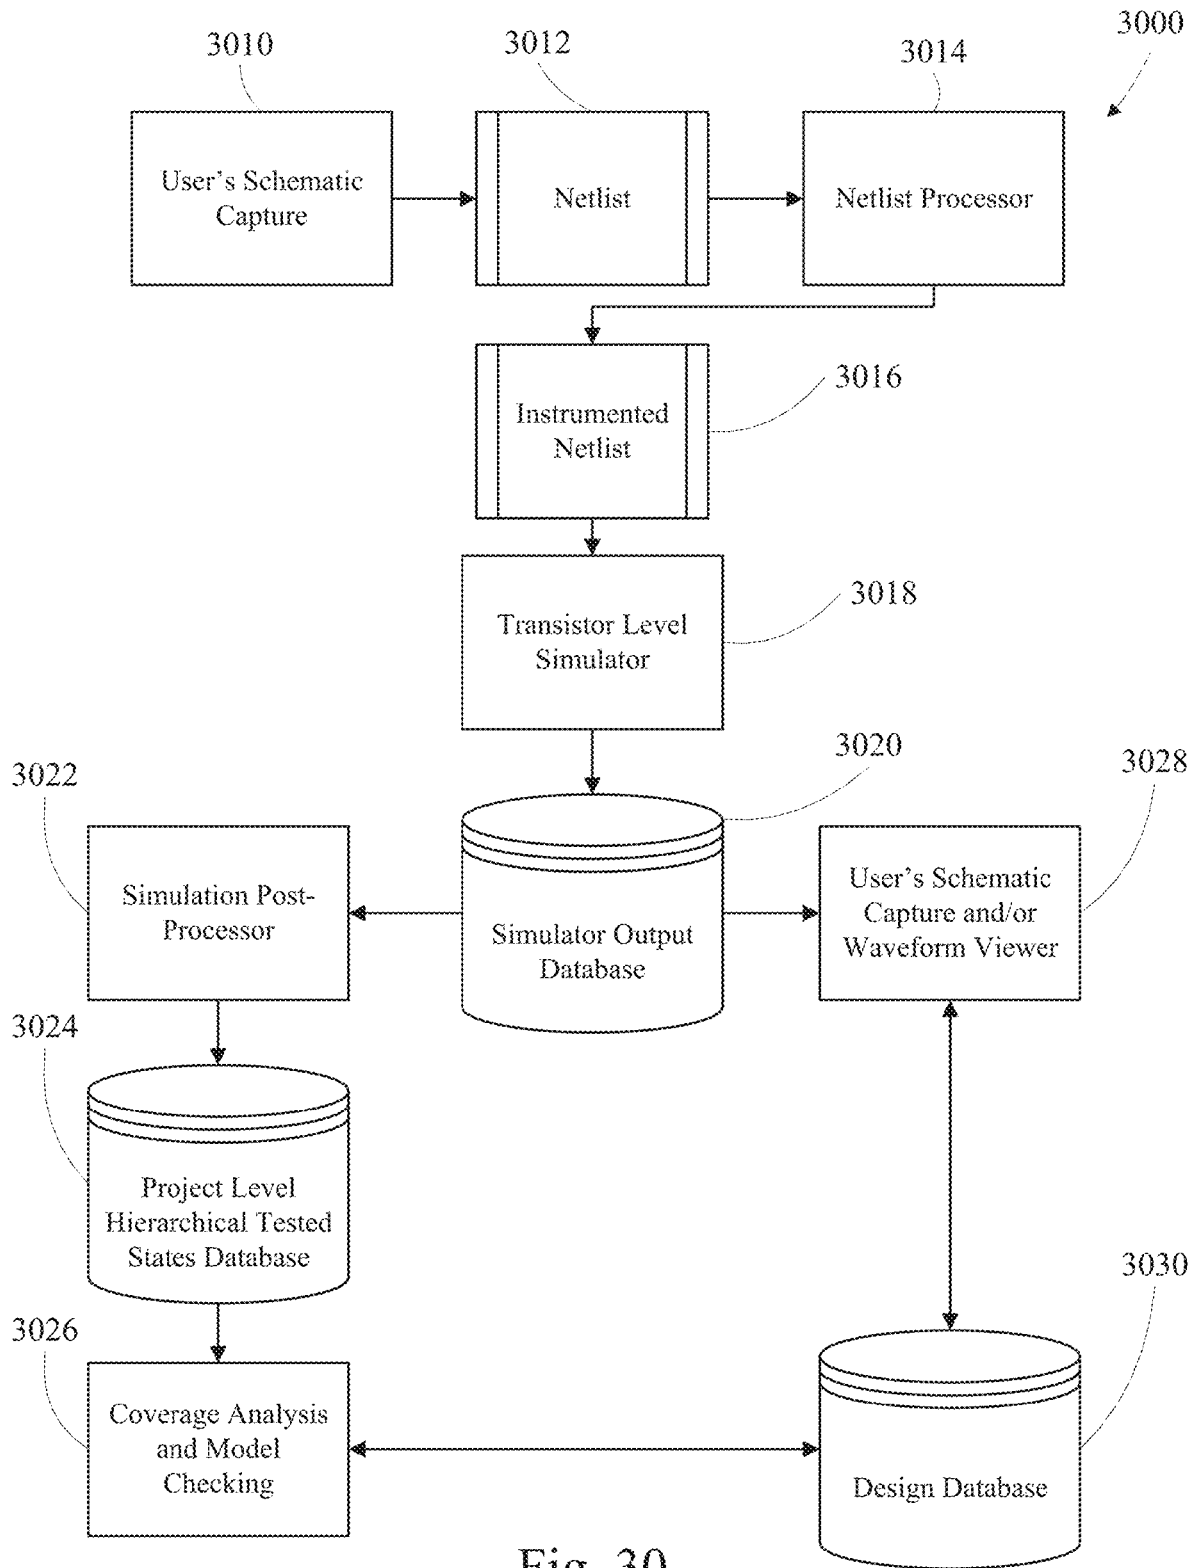 3000
3010
3012
3014
User's Schematic
Capture
Netlist
Netlist Processor
Instrumented
Netlist
3016
Transistor Level
Simulator
3018
3020
3022
3028
Simulation Post-
Processor
Simulator Output
Database
User's Schematic
Capture and/or
Waveform Viewer
3024
Project Level
Hierarchical Tested
States Database
3026
3030
Coverage Analysis
and Model
Checking
Design Database
Fig. 30